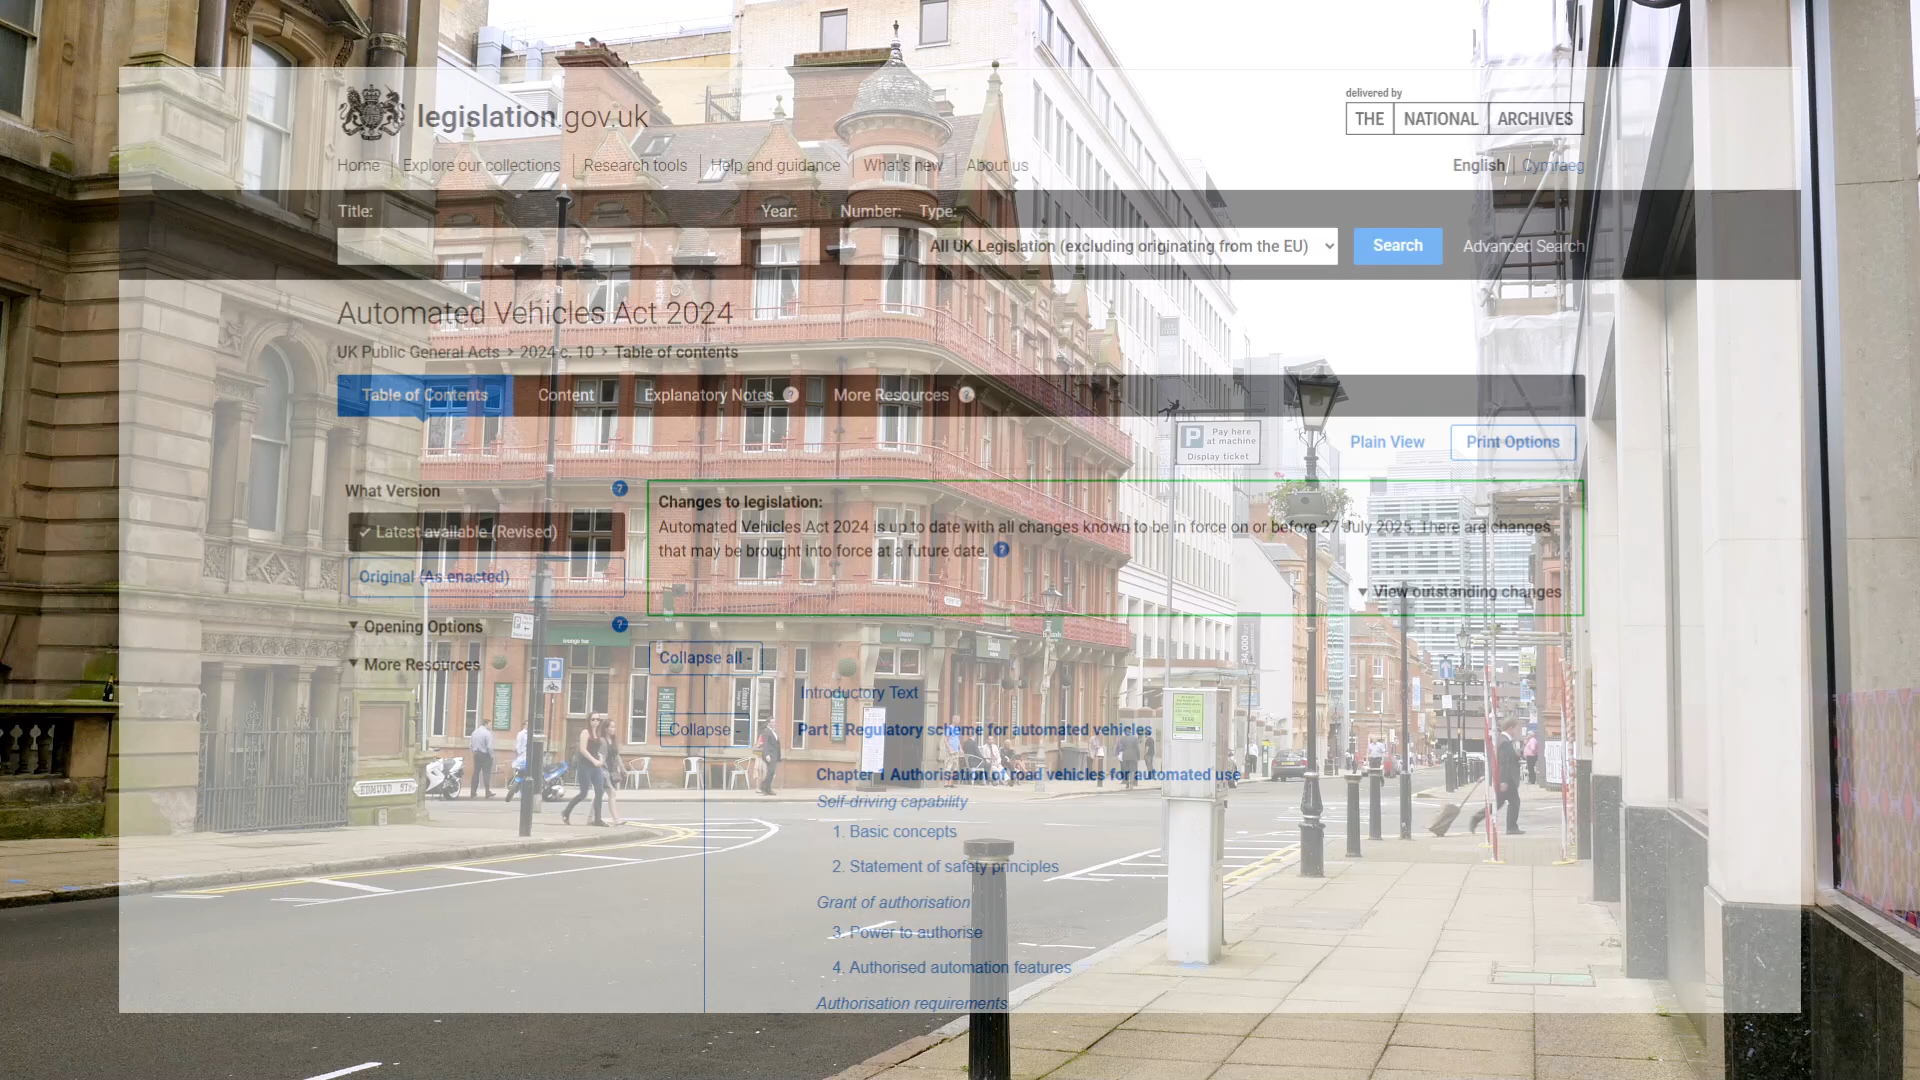 delivered by
legislation.gov.uk
THE NATIONAL ARCHIVES
Home Explore our collections Research tools Help and guidance What's new About us
English Cymraeg
Title: Year: Number: Type:
All UK Legislation (excluding originating from the EU) Search Advanced Search
Automated Vehicles Act 2024
UK Public General Acts > 2024 c. 10 > Table of contents
Table of Contents Content Explanatory Notes ? More Resources ?
P Pay here
at machine
Display ticket
Plain View Print Options
What Version ?
✓ Latest available (Revised)
Original (As enacted)
Changes to legislation:
Automated Vehicles Act 2024 is up to date with all changes known to be in force on or before 27 July 2025. There are changes
that may be brought into force at a future date. ?
▼ View outstanding changes
▼ Opening Options ?
▼ More Resources
34,000
P
Collapse all -
Introductory Text
Collapse - Part 1 Regulatory scheme for automated vehicles
Chapter 1 Authorisation of road vehicles for automated use
EDMUND ST
Self-driving capability
1. Basic concepts
2. Statement of safety principles
Grant of authorisation
3. Power to authorise
4. Authorised automation features
Authorisation requirements